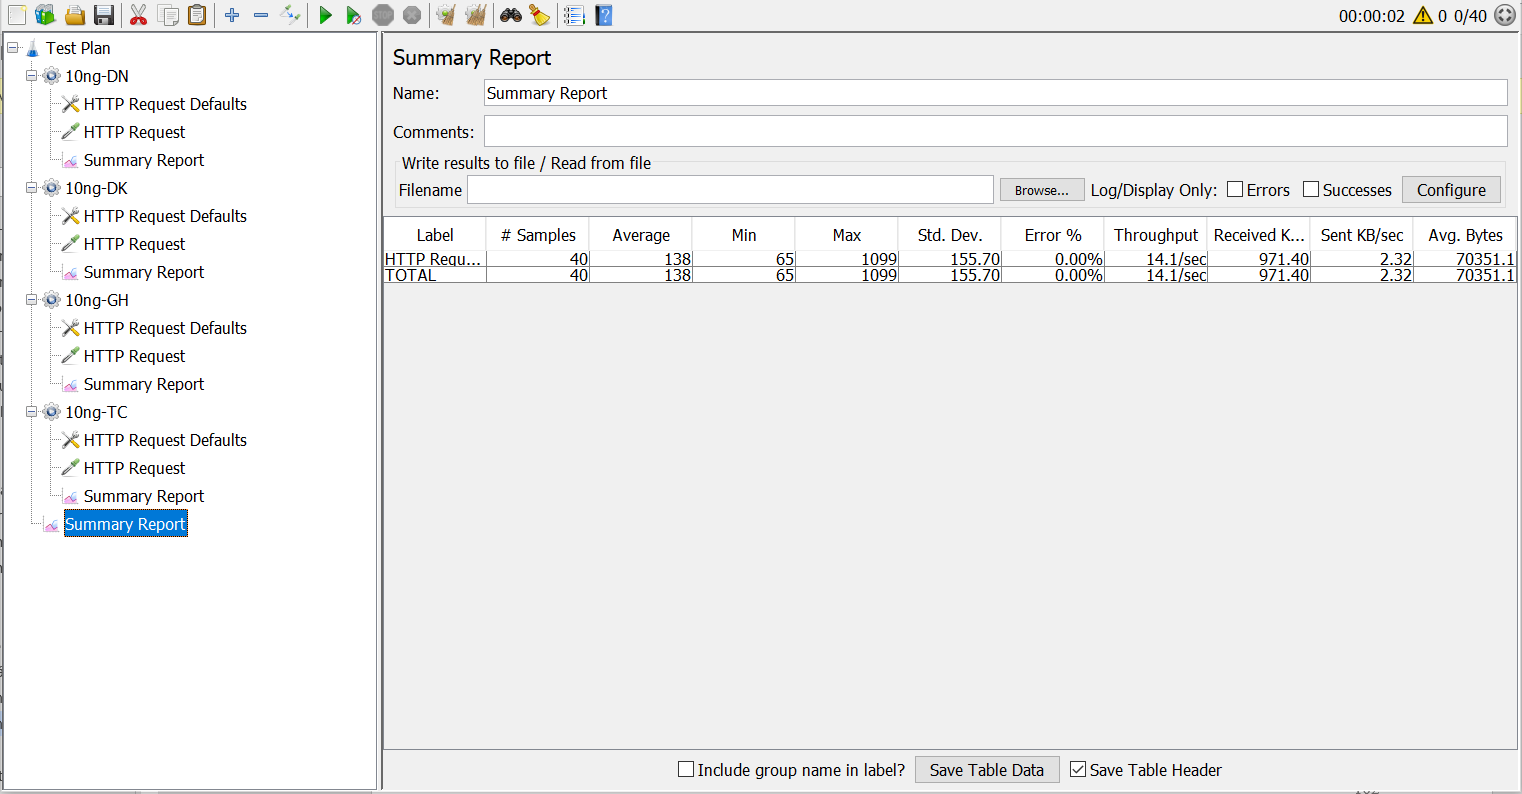 00:00:02 0 0/40
Test Plan
10ng-DN
HTTP Request Defaults
HTTP Request
Summary Report
10ng-DK
HTTP Request Defaults
HTTP Request
Summary Report
10ng-GH
HTTP Request Defaults
HTTP Request
Summary Report
10ng-TC
HTTP Request Defaults
HTTP Request
Summary Report
Summary Report
Summary Report
Name: Summary Report
Comments:
Write results to file / Read from file
Filename Browse... Log/Display Only: Errors Successes Configure
Label # Samples Average Min Max Std. Dev. Error % Throughput Received K... Sent KB/sec Avg. Bytes
HTTP Requ... 40 138 65 1099 155.70 0.00% 14.1/sec 971.40 2.32 70351.1
TOTAL 40 138 65 1099 155.70 0.00% 14.1/sec 971.40 2.32 70351.1
Include group name in label? Save Table Data Save Table Header